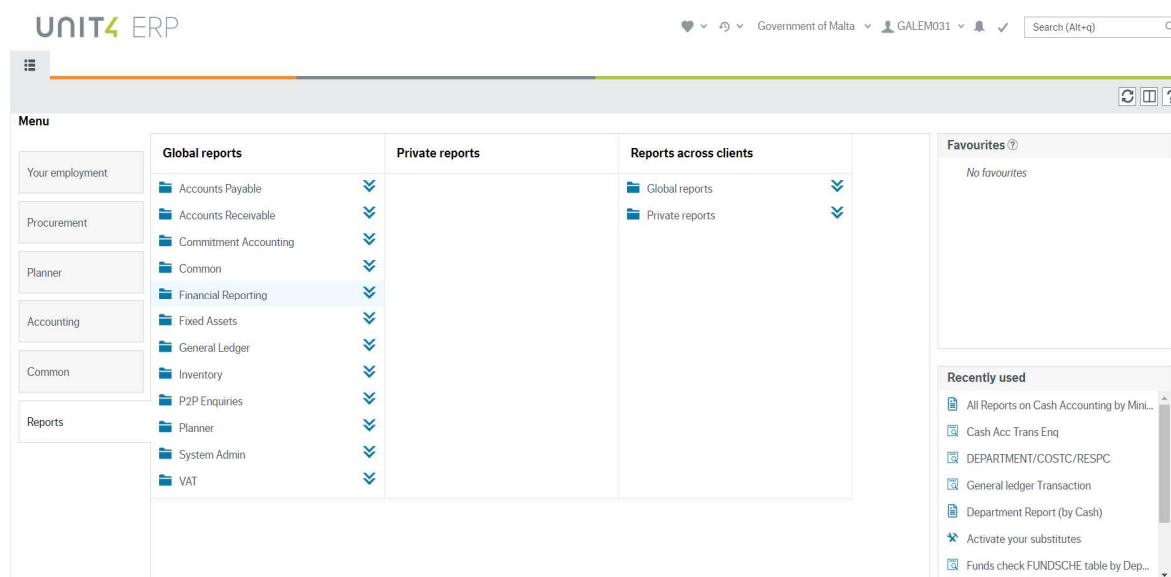 UNIT4 ERP
Government of Malta
GALEM031
Search (Alt+q)
?
Menu
Your employment
Procurement
Planner
Accounting
Common
Reports
Global reports
Accounts Payable
Accounts Receivable
Commitment Accounting
Common
Financial Reporting
Fixed Assets
General Ledger
Inventory
P2P Enquiries
Planner
System Admin
VAT
Private reports
Reports across clients
Global reports
Private reports
Favourites ?
No favourites
Recently used
All Reports on Cash Accounting by Mini...
Cash Acc Trans Enq
DEPARTMENT/COSTC/RESPC
General ledger Transaction
Department Report (by Cash)
Activate your substitutes
Funds check FUNDSCHE table by Dep...